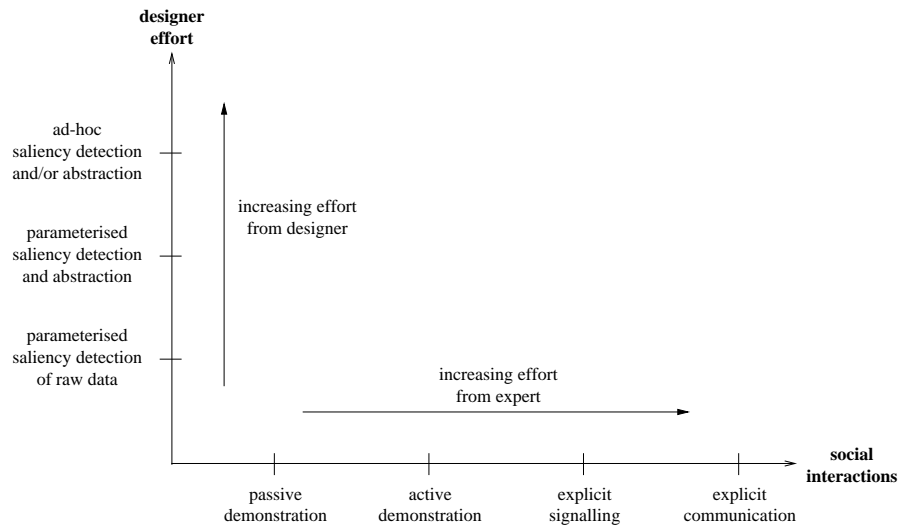 designer
effort
ad-hoc
saliency detection
and/or abstraction
increasing effort
from designer
parameterised
saliency detection
and abstraction
parameterised
saliency detection
of raw data
increasing effort
from expert
social
interactions
passive
demonstration
active
demonstration
explicit
signalling
explicit
communication